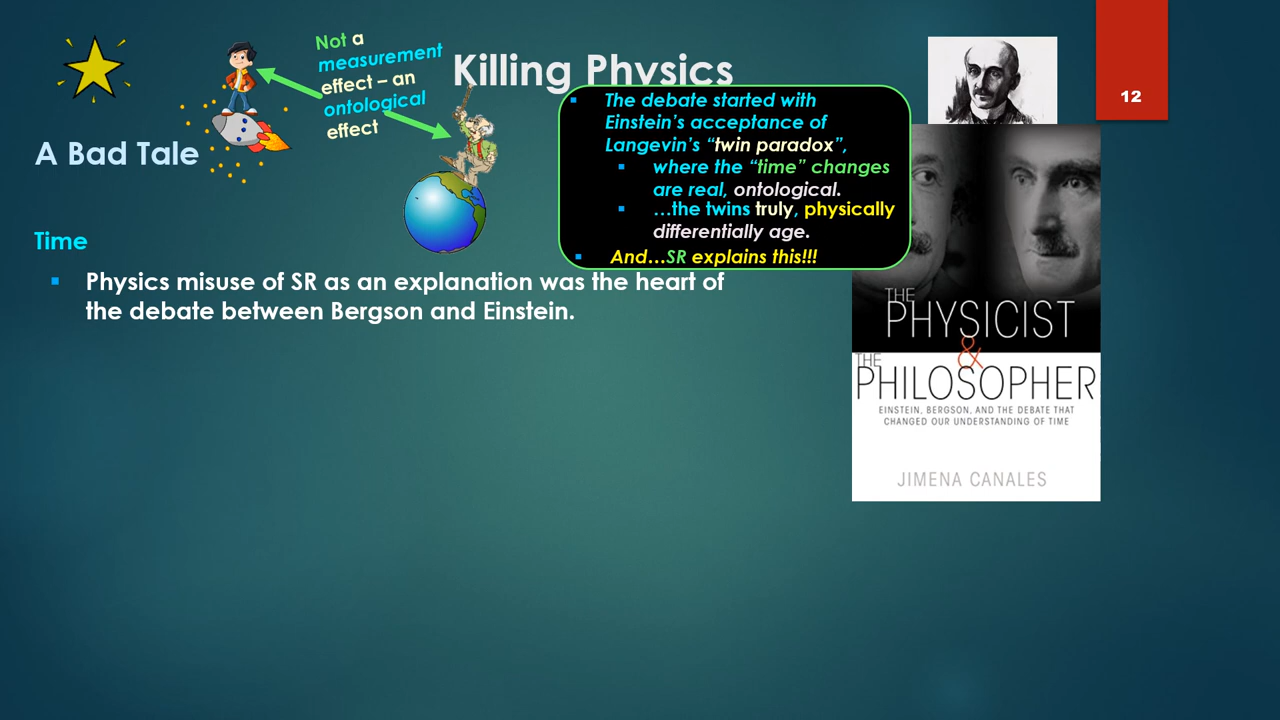 Not a
measurement
effect – an
ontological
effect
Killing Physics
12
A Bad Tale
The debate started with
Einstein’s acceptance of
Langevin’s “twin paradox”,
where the “time” changes
are real, ontological.
…the twins truly, physically
differentially age.
And…SR explains this!!!
Time
Physics misuse of SR as an explanation was the heart of
the debate between Bergson and Einstein.
THE
PHYSICIST
&
THE
PHILOSOPHER
EINSTEIN, BERGSON, AND THE DEBATE THAT
CHANGED OUR UNDERSTANDING OF TIME
JIMENA CANALES